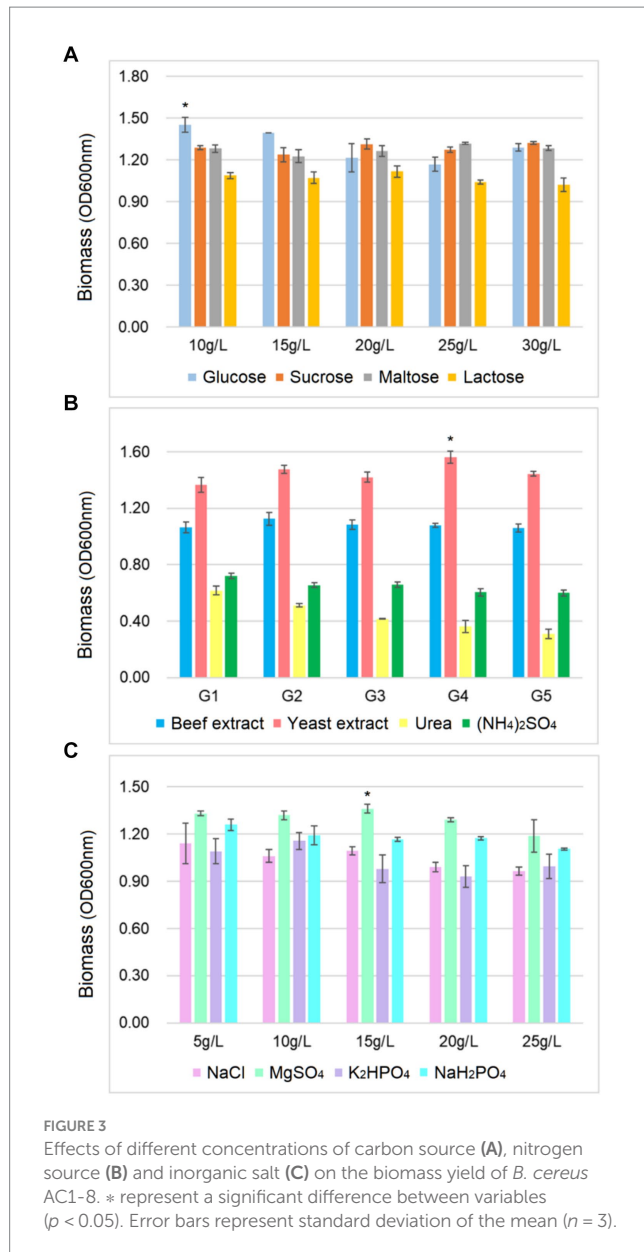 A
Biomass (OD600nm)
1.80
1.50
1.20
0.90
0.60
0.30
0.00
*
10g/L 15g/L 20g/L 25g/L 30g/L
Glucose Sucrose Maltose Lactose
B
Biomass (OD600nm)
1.60
1.20
0.80
0.40
0.00
*
G1 G2 G3 G4 G5
Beef extract Yeast extract Urea (NH₄)₂SO₄
C
Biomass (OD600nm)
1.50
1.20
0.90
0.60
0.30
0.00
*
5g/L 10g/L 15g/L 20g/L 25g/L
NaCl MgSO₄ K₂HPO₄ NaH₂PO₄
FIGURE 3
Effects of different concentrations of carbon source (A), nitrogen
source (B) and inorganic salt (C) on the biomass yield of B. cereus
AC1-8. * represent a significant difference between variables
(p < 0.05). Error bars represent standard deviation of the mean (n = 3).